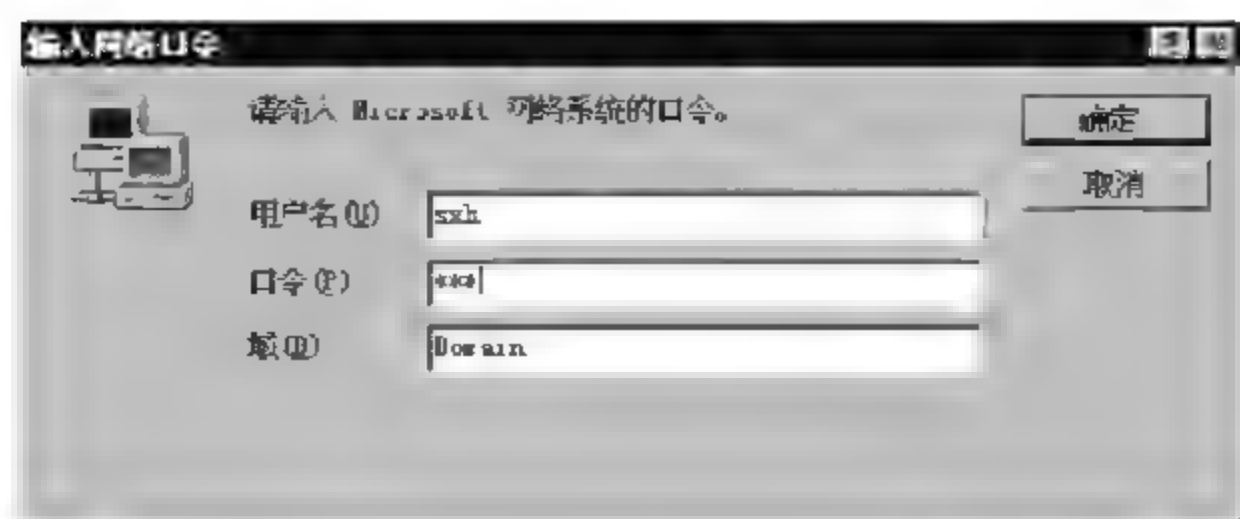 输入网络口令
请输入 Microsoft 网络系统的口令。
确定
取消
用户名(U)
sxh
口令(P)
***
域(D)
Domain